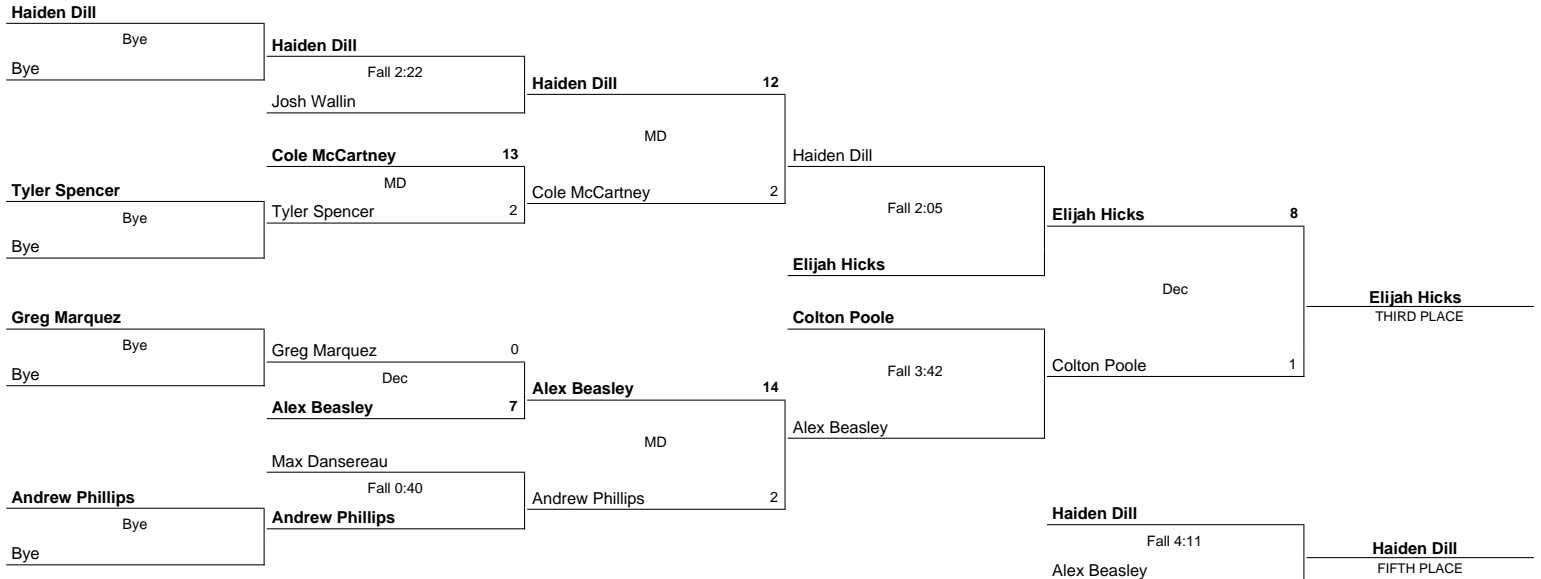 Haiden Dill
Bye
Bye
Tyler Spencer
Bye
Bye
Greg Marquez
Bye
Bye
Andrew Phillips
Bye
Bye
Haiden Dill
Fall 2:22
Josh Wallin
Cole McCartney 13
MD
Tyler Spencer 2
Greg Marquez 0
Dec
Alex Beasley 7
Max Dansereau
Fall 0:40
Andrew Phillips
Haiden Dill 12
MD
Cole McCartney 2
Alex Beasley 14
MD
Andrew Phillips 2
Haiden Dill
Fall 2:05
Elijah Hicks
Colton Poole
Fall 3:42
Alex Beasley
Elijah Hicks 8
Dec
Colton Poole 1
Elijah Hicks
THIRD PLACE
Haiden Dill
Fall 4:11
Alex Beasley
Haiden Dill
FIFTH PLACE